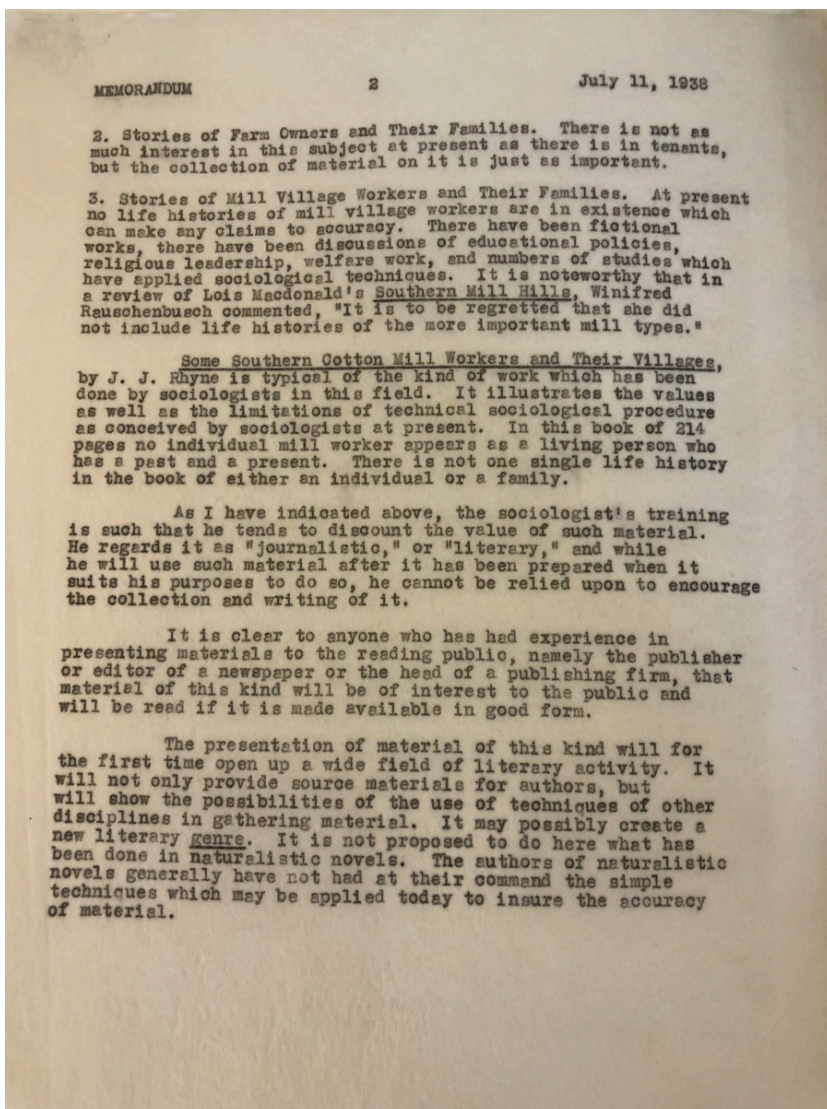 MEMORANDUM 2 July 11, 1938
2. Stories of Farm Owners and Their Families. There is not as
much interest in this subject at present as there is in tenants,
but the collection of material on it is just as important.
3. Stories of Mill Village Workers and Their Families. At present
no life histories of mill village workers are in existence which
can make any claims to accuracy. There have been fictional
works, there have been discussions of educational policies,
religious leadership, welfare work, and numbers of studies which
have applied sociological techniques. It is noteworthy that in
a review of Lois Macdonald's Southern Mill Hills, Winifred
Rauschenbusch commented, "It is to be regretted that she did
not include life histories of the more important mill types."
Some Southern Cotton Mill Workers and Their Villages,
by J. J. Rhyne is typical of the kind of work which has been
done by sociologists in this field. It illustrates the values
as well as the limitations of technical sociological procedure
as conceived by sociologists at present. In this book of 214
pages no individual mill worker appears as a living person who
has a past and a present. There is not one single life history
in the book of either an individual or a family.
As I have indicated above, the sociologist's training
is such that he tends to discount the value of such material.
He regards it as "journalistic," or "literary," and while
he will use such material after it has been prepared when it
suits his purposes to do so, he cannot be relied upon to encourage
the collection and writing of it.
It is clear to anyone who has had experience in
presenting materials to the reading public, namely the publisher
or editor of a newspaper or the head of a publishing firm, that
material of this kind will be of interest to the public and
will be read if it is made available in good form.
The presentation of material of this kind will for
the first time open up a wide field of literary activity. It
will not only provide source materials for authors, but
will show the possibilities of the use of techniques of other
disciplines in gathering material. It may possibly create a
new literary genre. It is not proposed to do here what has
been done in naturalistic novels. The authors of naturalistic
novels generally have not had at their command the simple
techniques which may be applied today to insure the accuracy
of material.